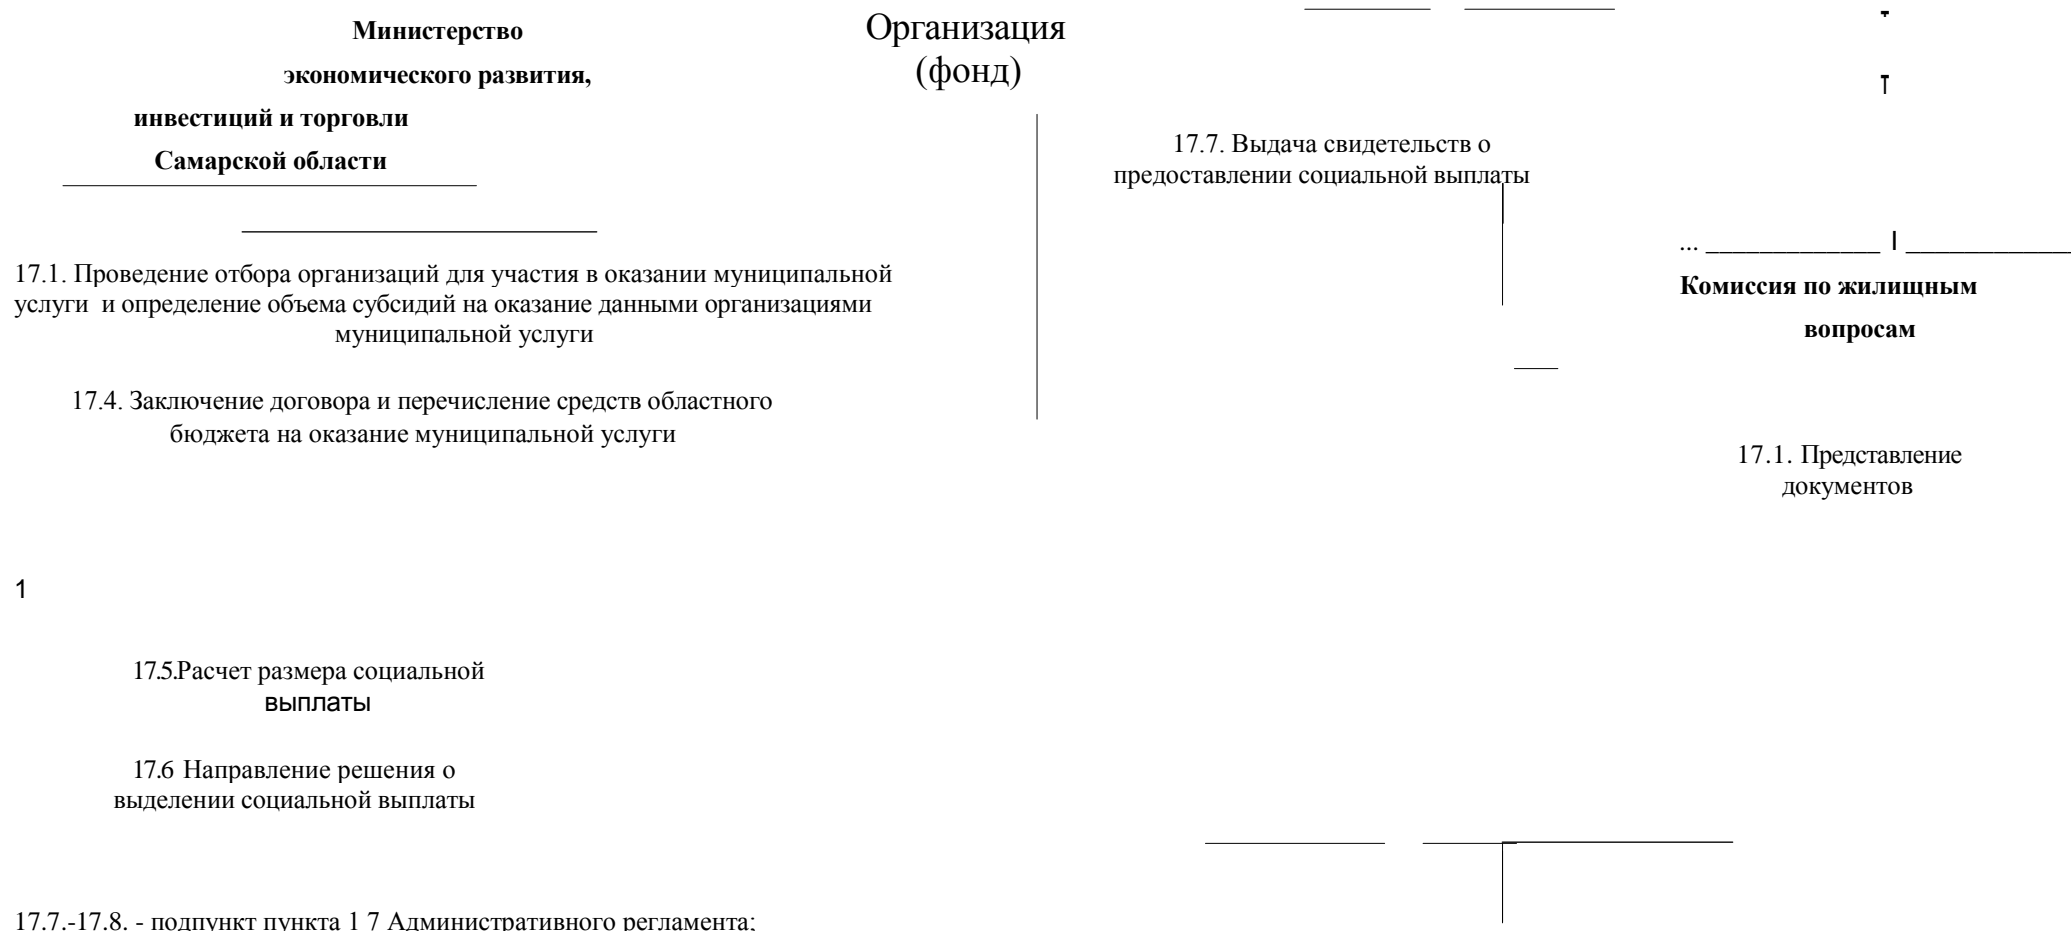 Министерство
экономического развития,
инвестиций и торговли
Самарской области
17.1. Проведение отбора организаций для участия в оказании муниципальной
услуги и определение объема субсидий на оказание данными организациями
муниципальной услуги
17.4. Заключение договора и перечисление средств областного
бюджета на оказание муниципальной услуги
1
17.5.Расчет размера социальной
выплаты
17.6 Направление решения о
выделении социальной выплаты
17.7.-17.8. - подпункт пункта 1 7 Административного регламента;
Организация
(фонд)
17.7. Выдача свидетельств о
предоставлении социальной выплаты
... _____________ I _____________
Комиссия по жилищным
вопросам
17.1. Представление
документов